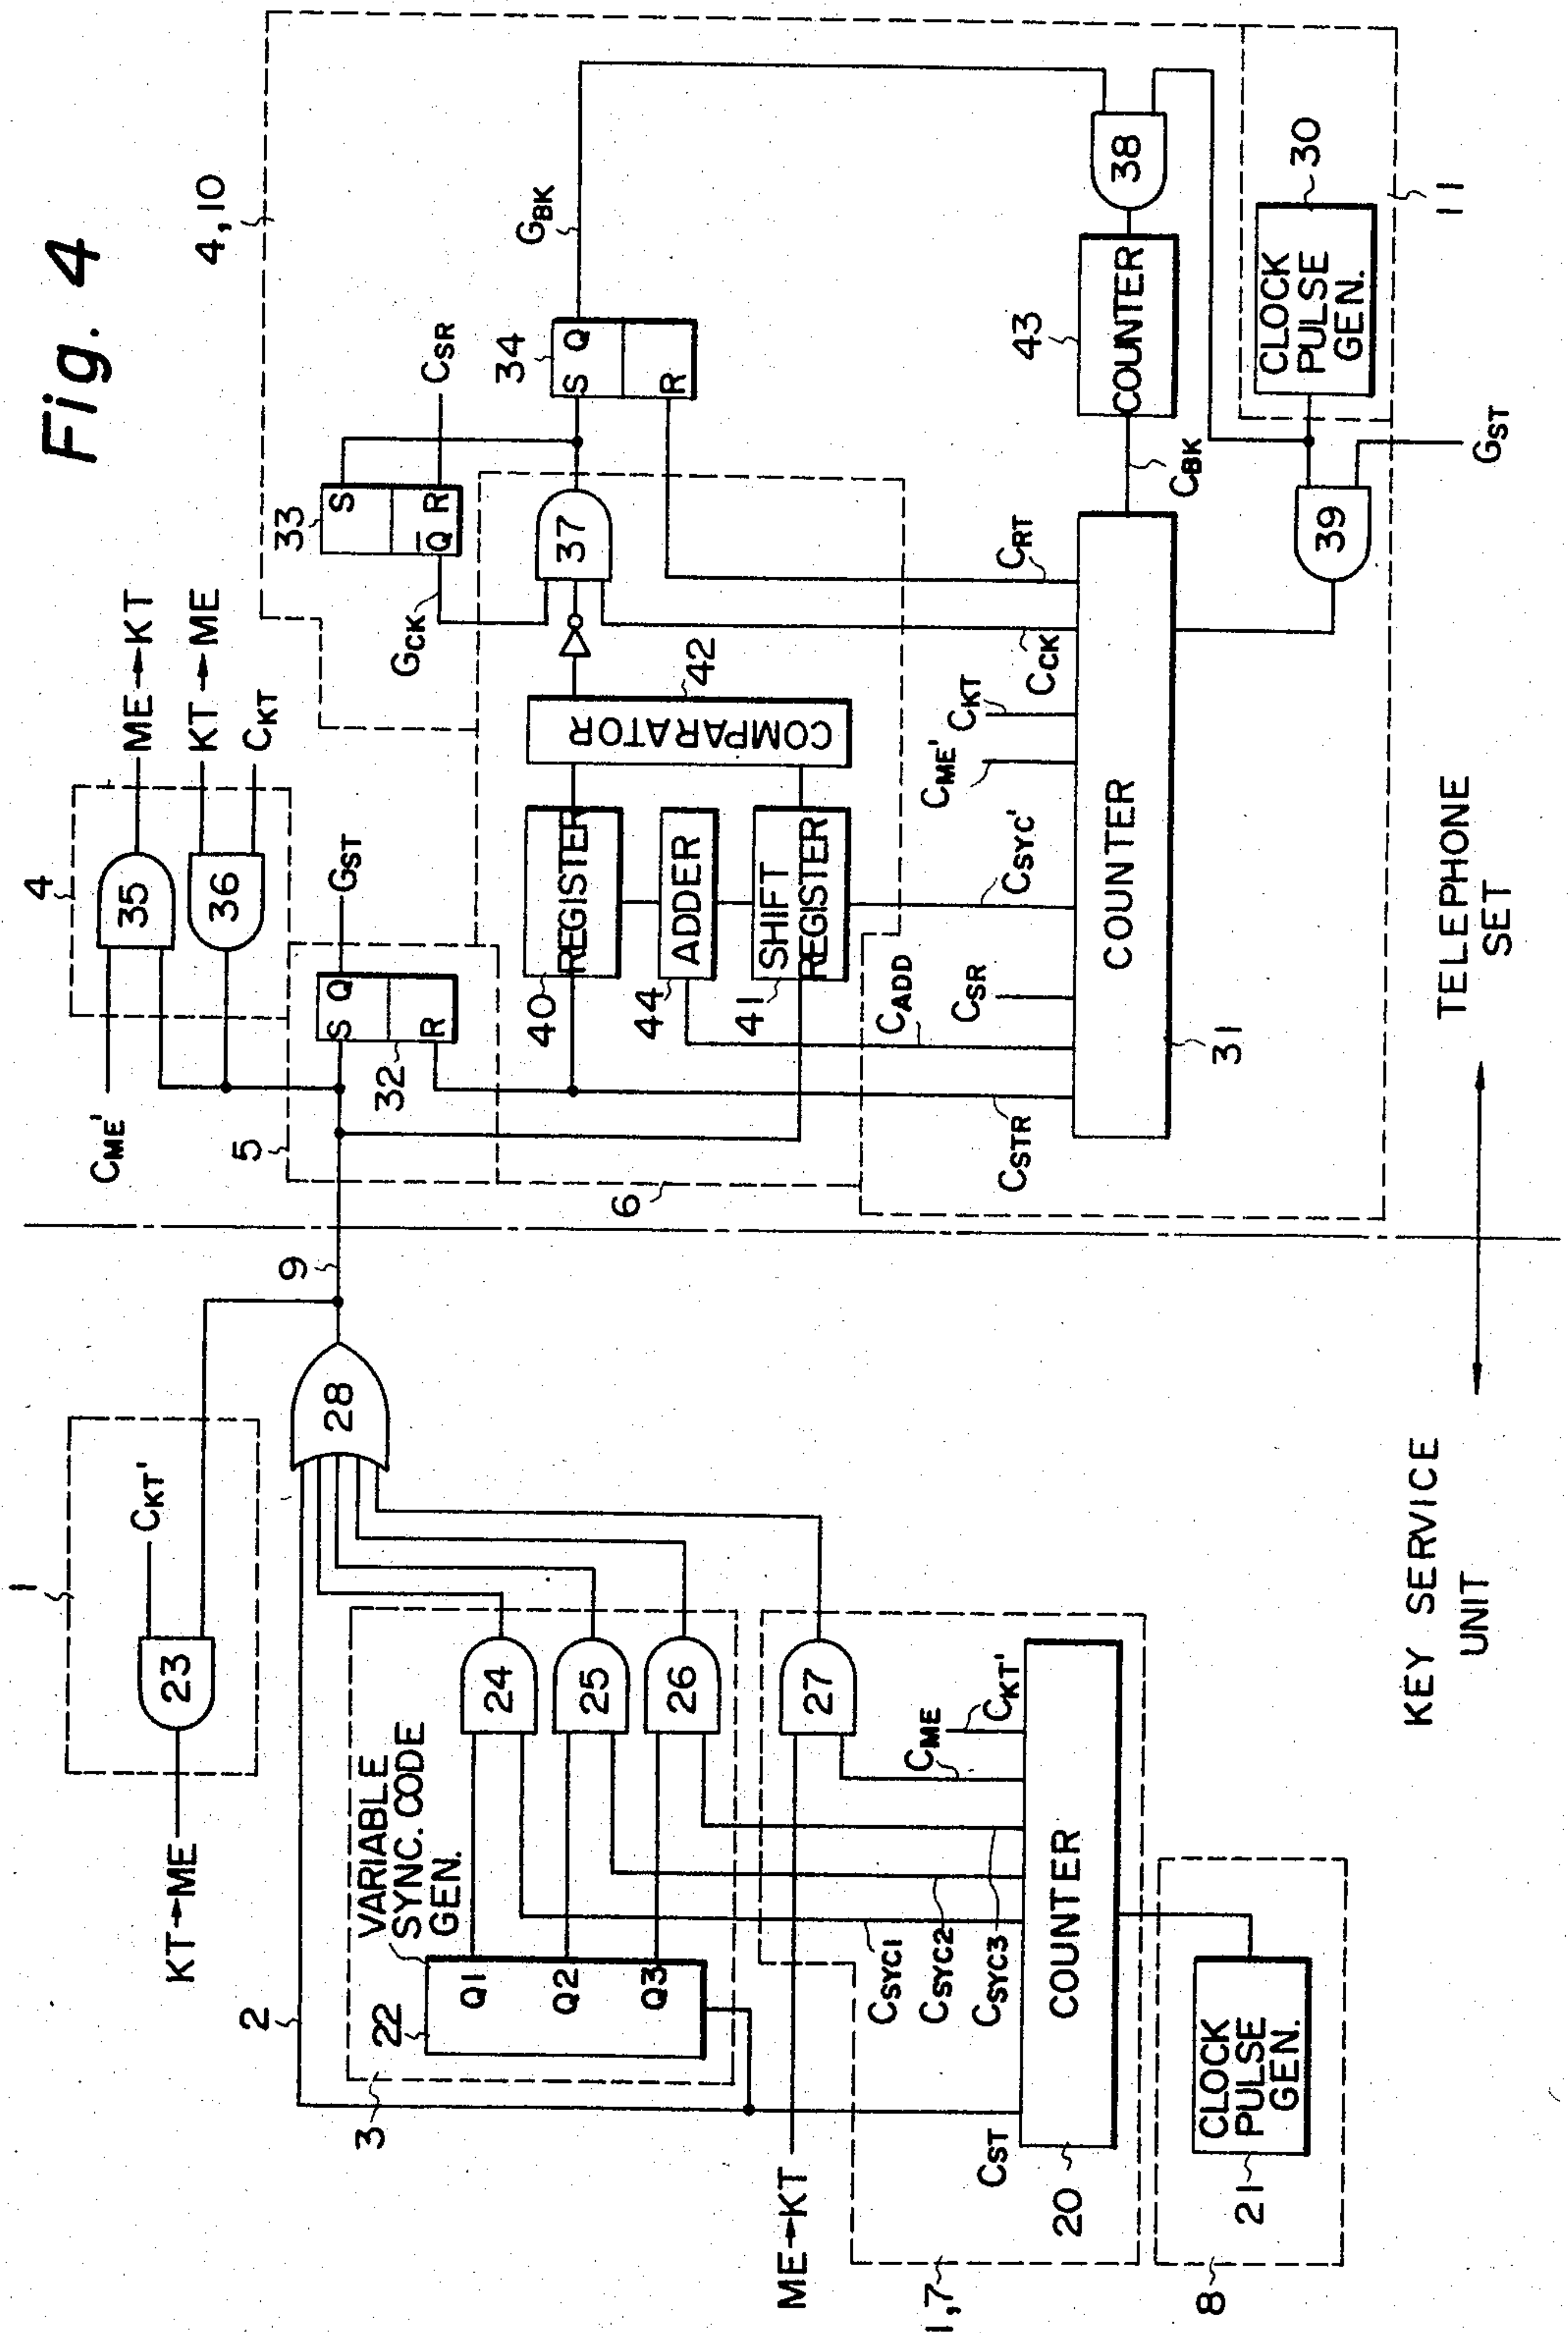 Fig. 4
KT→ME
1
CKT'
23
2
3
VARIABLE
SYNC. CODE
GEN.
22
Q1
Q2
Q3
24
25
26
27
28
9
ME→KT
1,7
CST
CSYC1
CSYC2
CSYC3
CME
CKT'
COUNTER
20
8
CLOCK
PULSE
GEN.
21
KEY SERVICE
UNIT
TELEPHONE
SET
CME'
4
35
36
ME→KT
KT→ME
CKT
5
S
Q
R
32
GST
6
40
REGISTER
44
ADDER
41
SHIFT
REGISTER
COMPARATOR
42
33
S
Q̅
R
CSR
GCK
37
34
S
Q
R
GBK
4,10
CSTR
CADD
CSR
CSYC'
CME'
CKT
CCK
CRT
COUNTER
31
CBK
43
COUNTER
38
39
GST
CLOCK
PULSE
GEN.
30
11